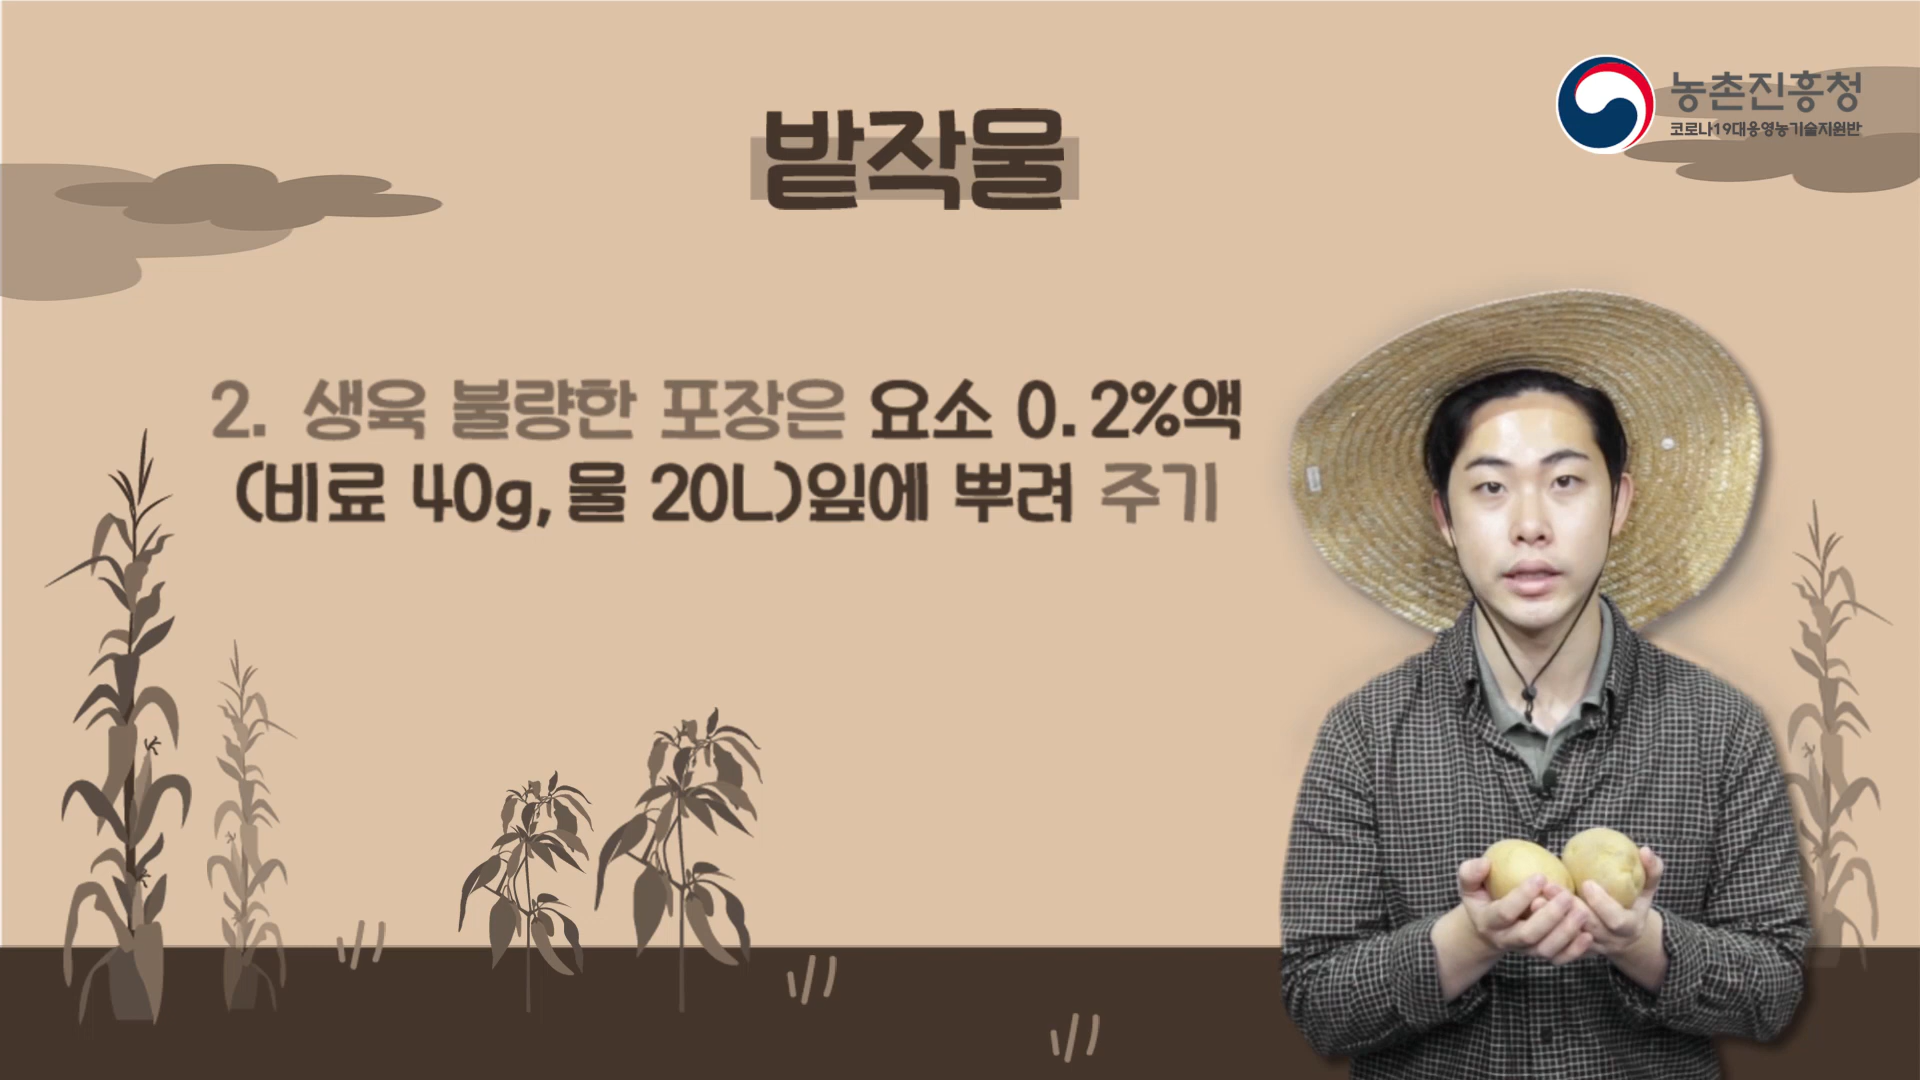 농촌진흥청
코로나19대응영농기술지원반
밭작물
2. 생육 불량한 포장은 요소 0.2%액
(비료 40g, 물 20L)잎에 뿌려 주기